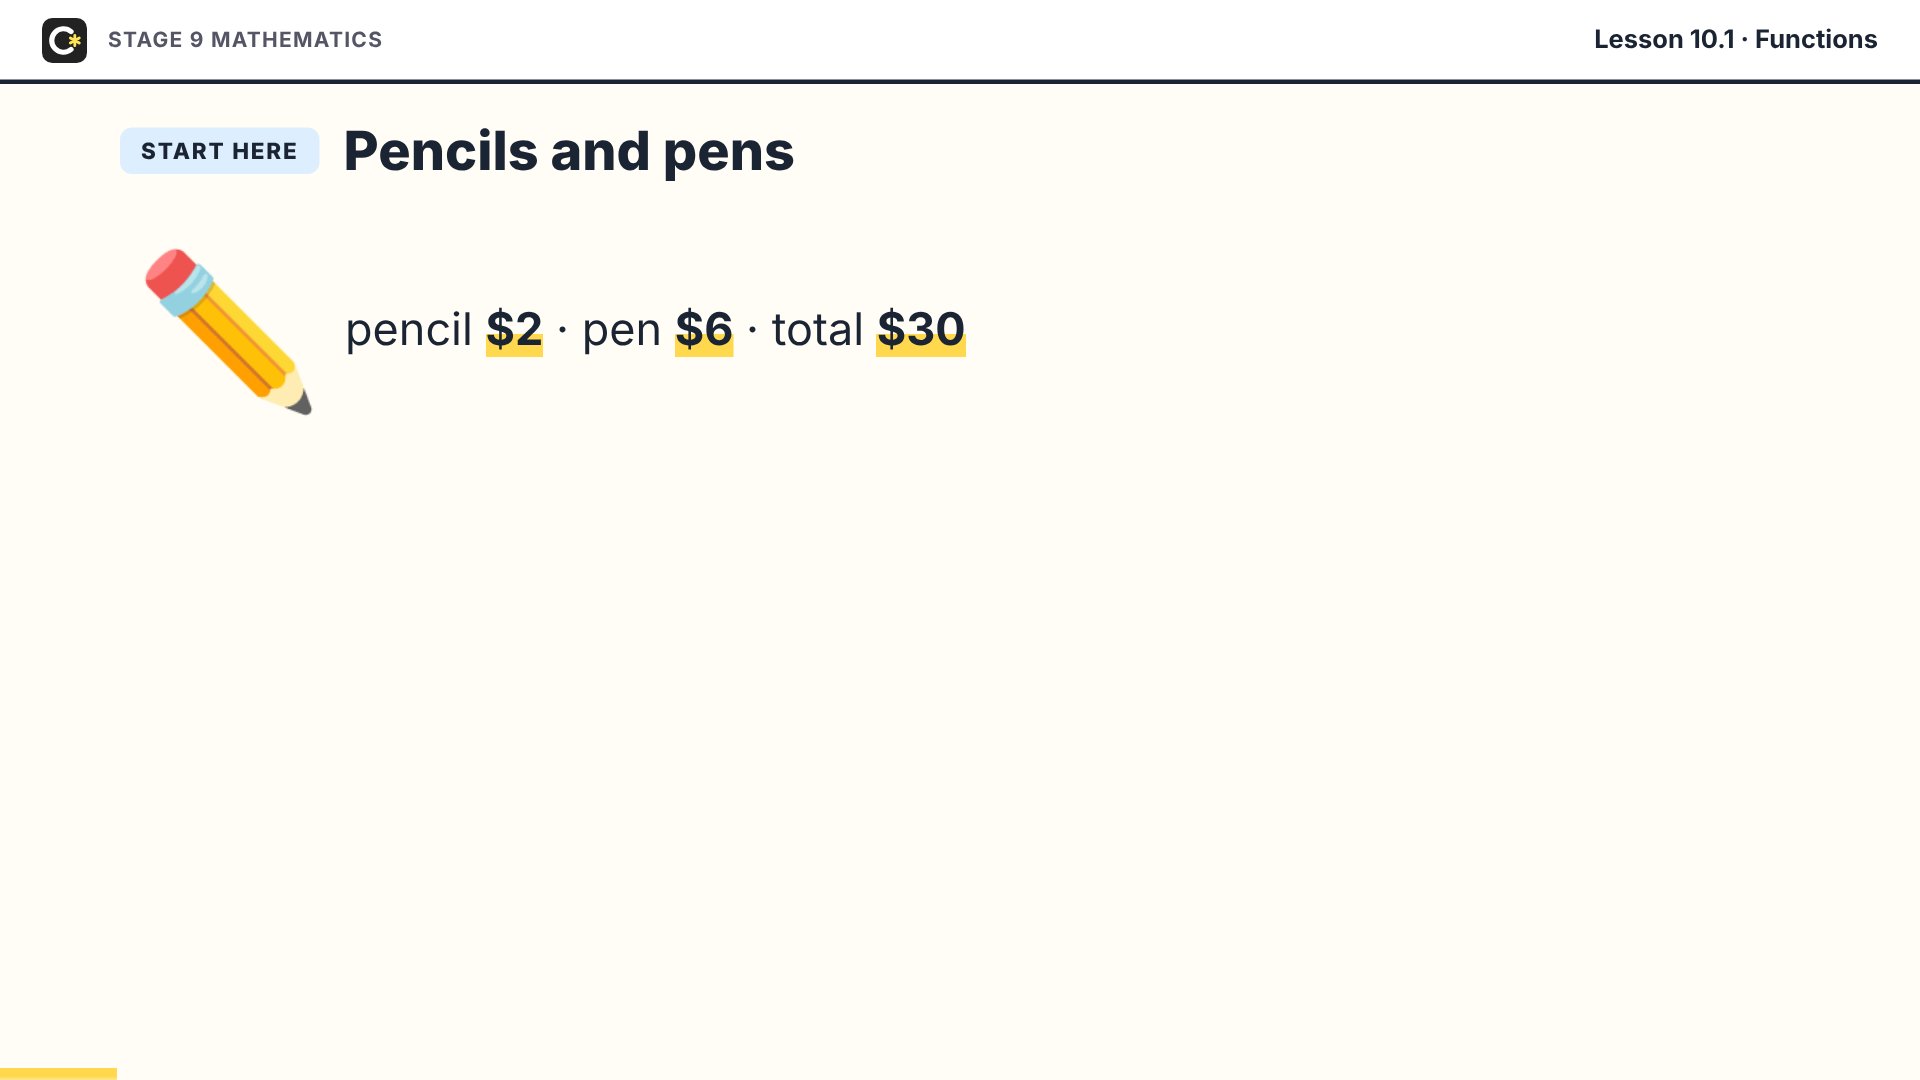 STAGE 9 MATHEMATICS
Lesson 10.1 · Functions
START HERE
Pencils and pens
pencil $2 · pen $6 · total $30